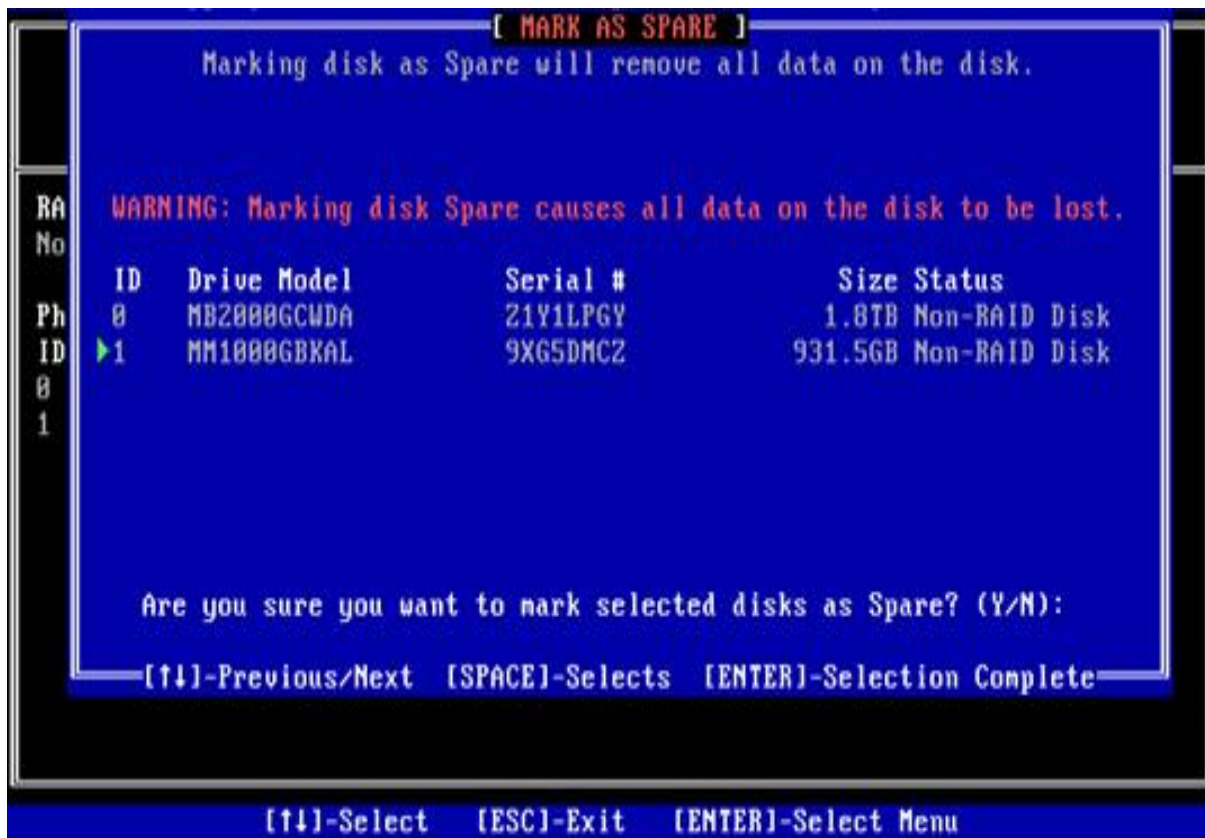 [ MARK AS SPARE ]
Marking disk as Spare will remove all data on the disk.
WARNING: Marking disk Spare causes all data on the disk to be lost.
RA
No
ID Drive Model Serial # Size Status
Ph 0 MB2000GCWDA Z1Y1LPGY 1.8TB Non-RAID Disk
ID 1 MM1000GBKAL 9XG5DMCZ 931.5GB Non-RAID Disk
0
1
Are you sure you want to mark selected disks as Spare? (Y/N):
[↑↓]-Previous/Next [SPACE]-Selects [ENTER]-Selection Complete
[↑↓]-Select [ESC]-Exit [ENTER]-Select Menu